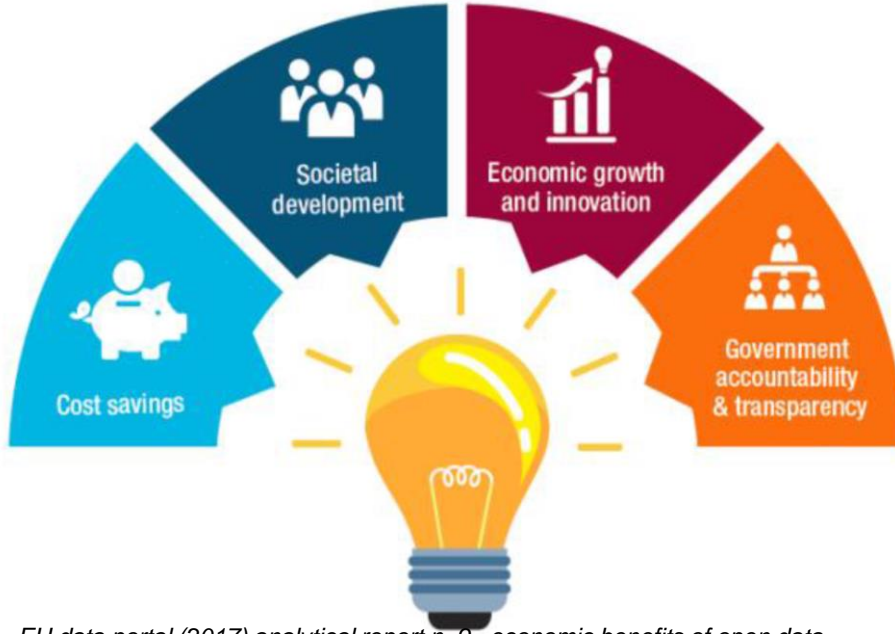 Societal
development
Economic growth
and innovation
Cost savings
Government
accountability
& transparency
EU data portal (2017) analytical report n. 9 economic benefits of open data